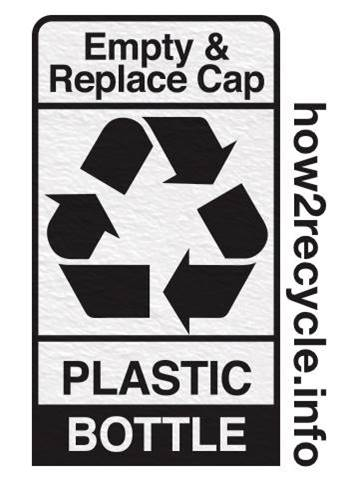 Empty &
Replace Cap
PLASTIC
BOTTLE
how2recycle.info